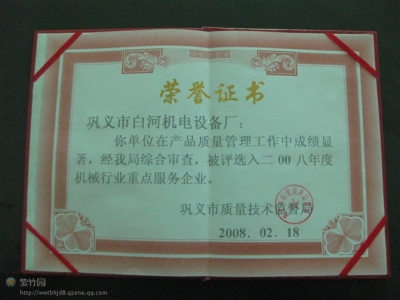 荣誉证书
巩义市白河机电设备厂:
你单位在产品质量管理工作中成绩显
著，经我局综合审查，被评选入二00八年度
机械行业重点服务企业。
巩义市质量技术监督局
2008.02.18
紫竹园